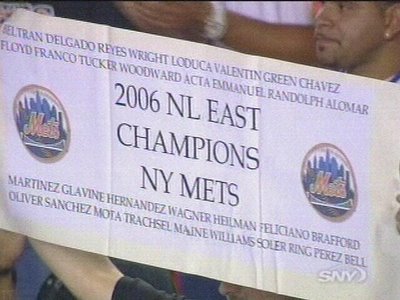 BELTRAN DELGADO REYES WRIGHT LODUCA VALENTIN GREEN CHAVEZ
FLOYD FRANCO TUCKER WOODWARD ACTA EMMANUEL RANDOLPH ALOMAR
2006 NL EAST
CHAMPIONS
NY METS
Mets
Mets
MARTINEZ GLAVINE HERNANDEZ WAGNER HEILMAN FELICIANO BRAFFORD
OLIVER SANCHEZ MOTA TRACHSEL MAINE WILLIAMS SOLER RING PEREZ BELL
SNY